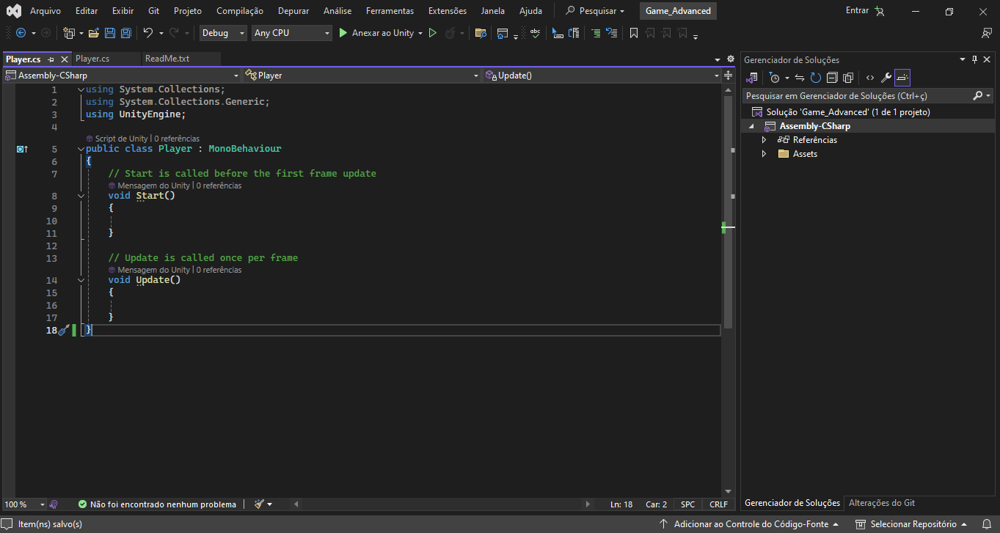 Arquivo Editar Exibir Git Projeto Compilação Depurar Análise Ferramentas Extensões Janela Ajuda Pesquisar Game_Advanced Entrar
Debug Any CPU Anexar ao Unity abc
Player.cs Player.cs ReadMe.txt
Assembly-CSharp Player Update()
1 using System.Collections;
2 using System.Collections.Generic;
3 using UnityEngine;
4
Script de Unity | 0 referências
5 public class Player : MonoBehaviour
6 {
7 // Start is called before the first frame update
Mensagem do Unity | 0 referências
8 void Start()
9 {
10
11 }
12
13 // Update is called once per frame
Mensagem do Unity | 0 referências
14 void Update()
15 {
16
17 }
18 }
100 % Não foi encontrado nenhum problema Ln: 18 Car: 2 SPC CRLF
Gerenciador de Soluções
Pesquisar em Gerenciador de Soluções (Ctrl+ç)
Solução 'Game_Advanced' (1 de 1 projeto)
Assembly-CSharp
Referências
Assets
Gerenciador de Soluções Alterações do Git
Item(ns) salvo(s) Adicionar ao Controle do Código-Fonte Selecionar Repositório